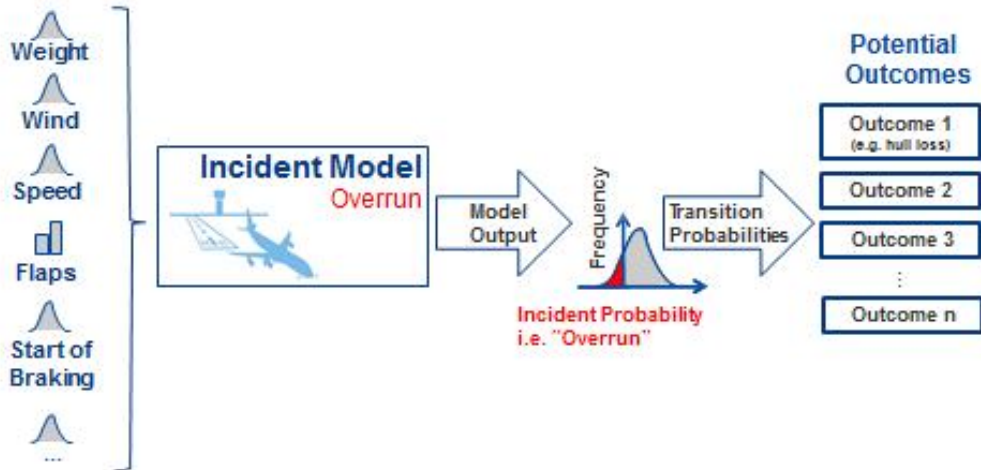 Weight
Wind
Speed
Flaps
Start of
Braking
...
Incident Model
Overrun
Model
Output
Frequency
Incident Probability
i.e. "Overrun"
Transition
Probabilities
Potential
Outcomes
Outcome 1
(e.g. hull loss)
Outcome 2
Outcome 3
⋮
Outcome n